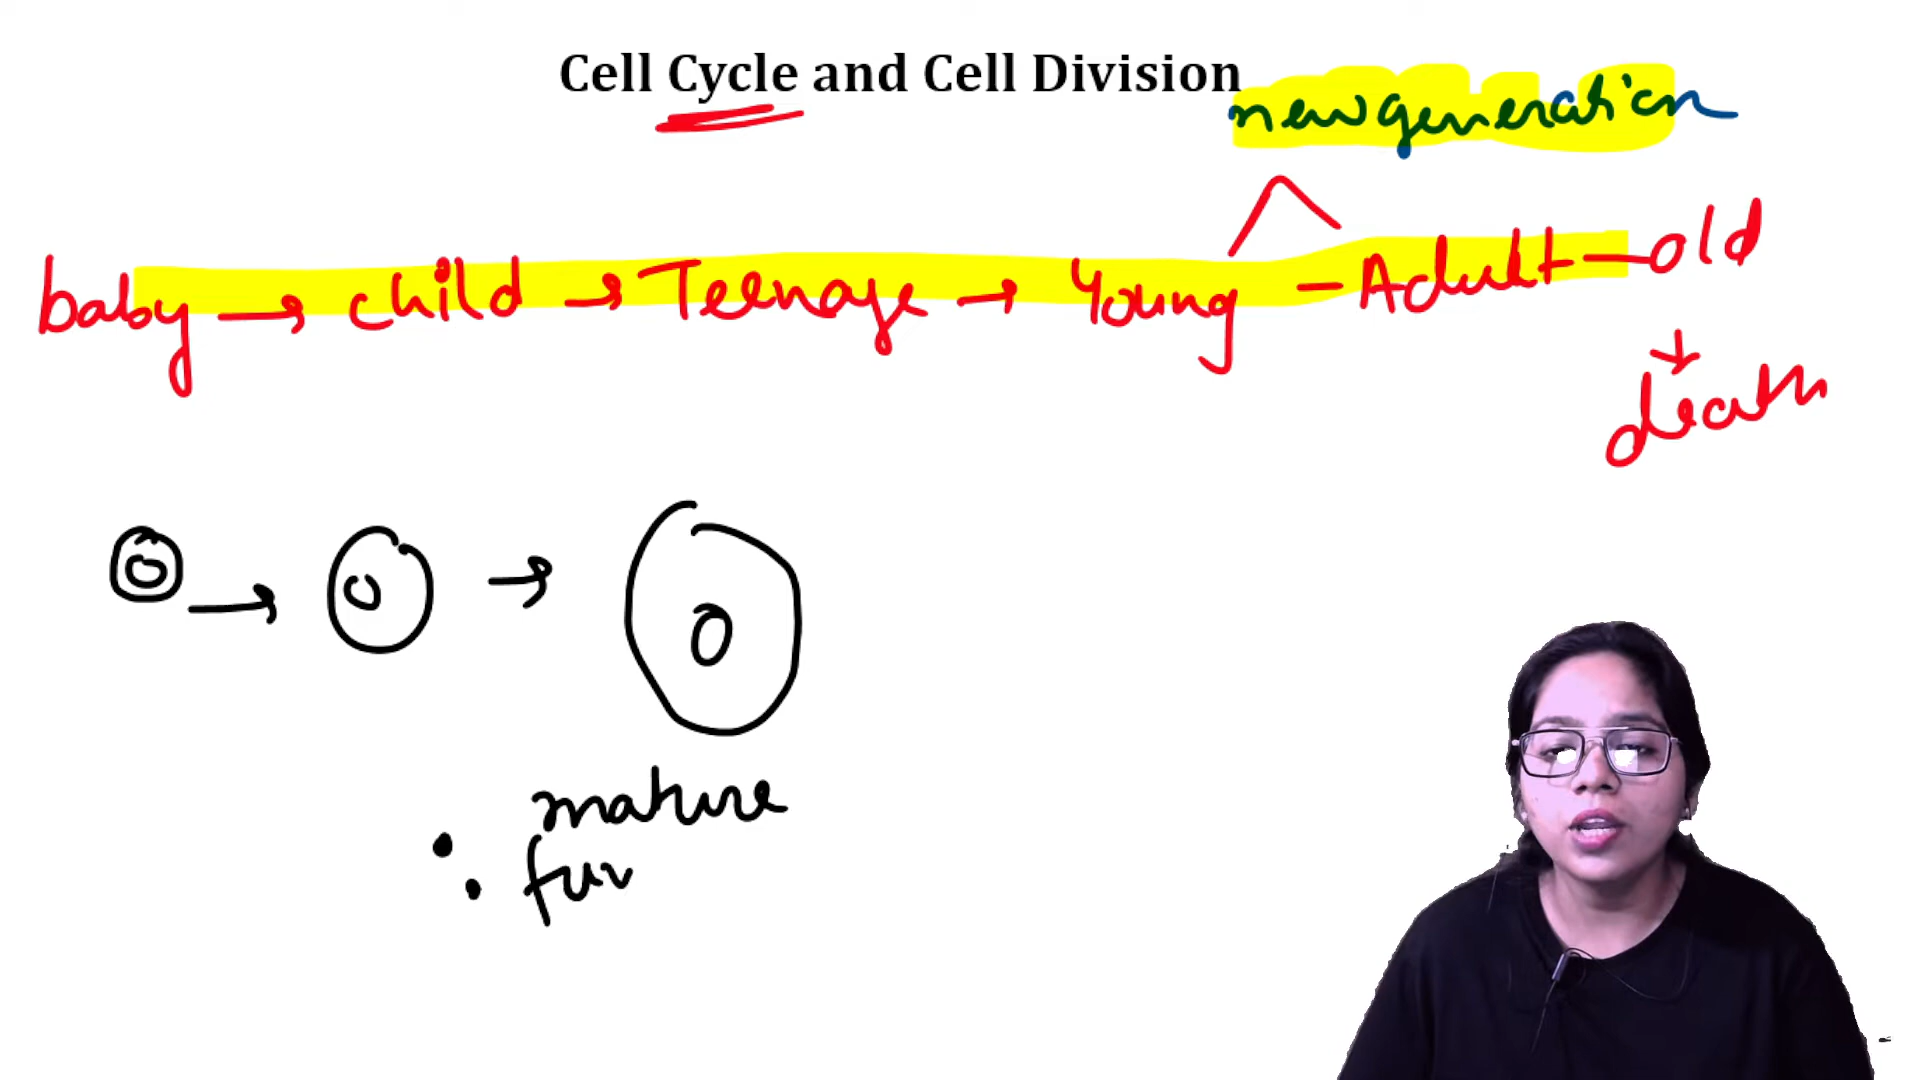 Cell Cycle and Cell Division
new generation
baby → child → Teenage → Young – Adult – old
death
mature
fun